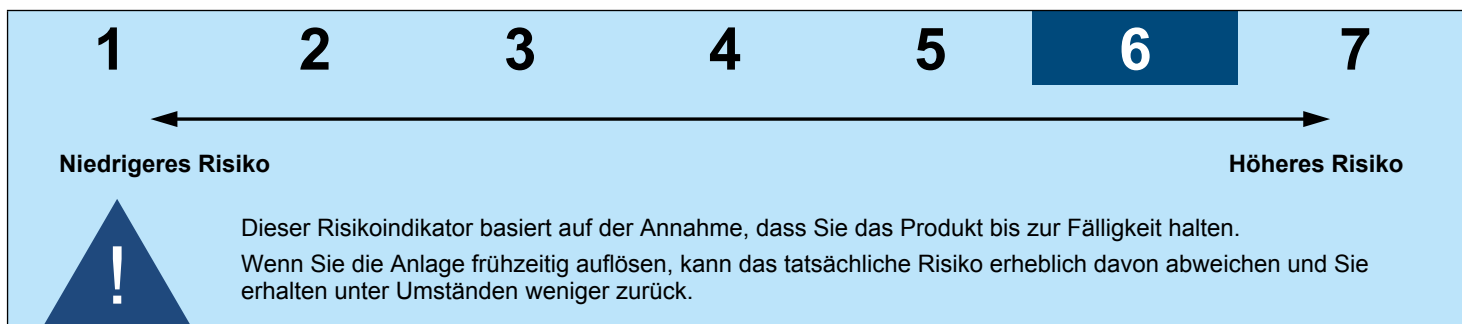 1 2 3 4 5 6 7
Niedrigeres Risiko Höheres Risiko
!
Dieser Risikoindikator basiert auf der Annahme, dass Sie das Produkt bis zur Fälligkeit halten.
Wenn Sie die Anlage frühzeitig auflösen, kann das tatsächliche Risiko erheblich davon abweichen und Sie
erhalten unter Umständen weniger zurück.